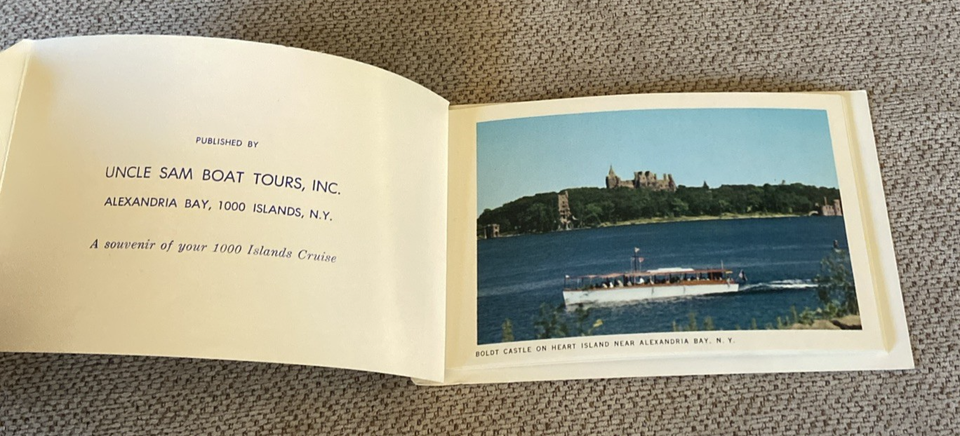 PUBLISHED BY
UNCLE SAM BOAT TOURS, INC.
ALEXANDRIA BAY, 1000 ISLANDS, N.Y.
A souvenir of your 1000 Islands Cruise
BOLDT CASTLE ON HEART ISLAND NEAR ALEXANDRIA BAY, N. Y.